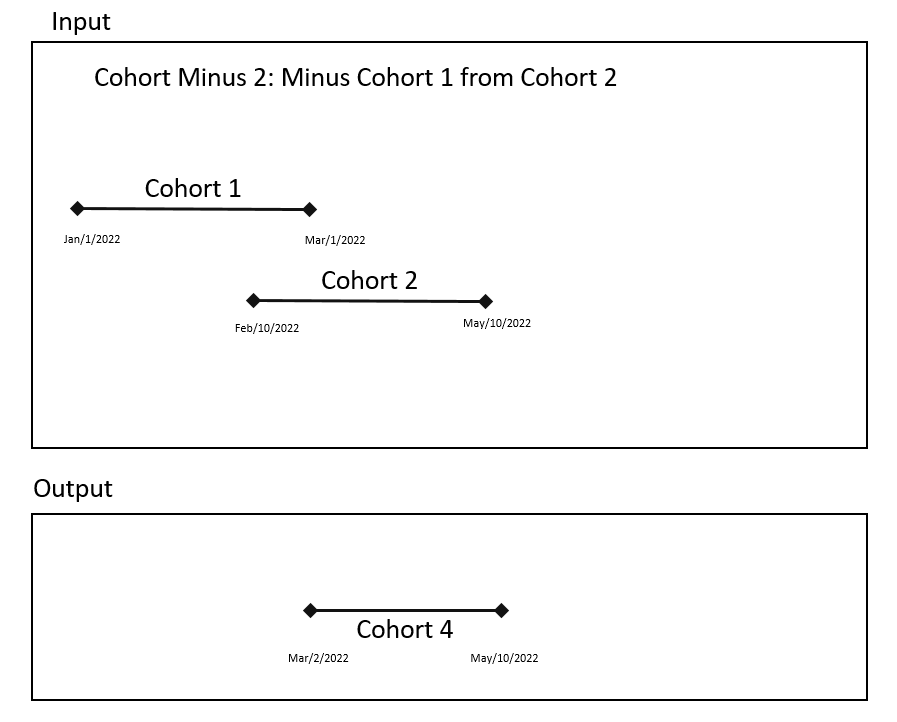 Input
Cohort Minus 2: Minus Cohort 1 from Cohort 2
Cohort 1
Jan/1/2022
Mar/1/2022
Cohort 2
Feb/10/2022
May/10/2022
Output
Cohort 4
Mar/2/2022
May/10/2022